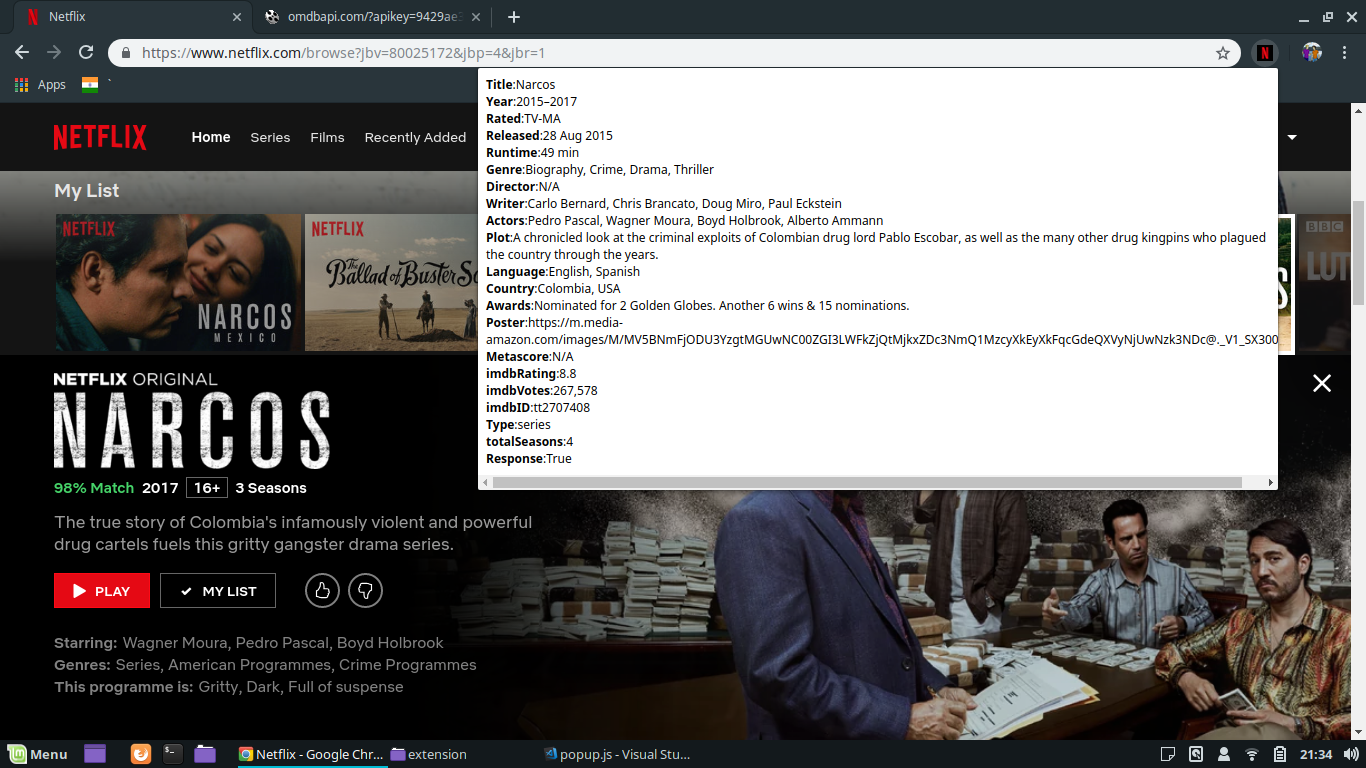 Netflix
omdbapi.com/?apikey=9429ae
https://www.netflix.com/browse?jbv=80025172&jbp=4&jbr=1
Apps
`
NETFLIX
Home
Series
Films
Recently Added
My List
NETFLIX
NARCOS
MEXICO
NETFLIX
The
Ballad of Buster
BBC
LUT
S
Title:Narcos
Year:2015–2017
Rated:TV-MA
Released:28 Aug 2015
Runtime:49 min
Genre:Biography, Crime, Drama, Thriller
Director:N/A
Writer:Carlo Bernard, Chris Brancato, Doug Miro, Paul Eckstein
Actors:Pedro Pascal, Wagner Moura, Boyd Holbrook, Alberto Ammann
Plot:A chronicled look at the criminal exploits of Colombian drug lord Pablo Escobar, as well as the many other drug kingpins who plagued
the country through the years.
Language:English, Spanish
Country:Colombia, USA
Awards:Nominated for 2 Golden Globes. Another 6 wins & 15 nominations.
Poster:https://m.media-
amazon.com/images/M/MV5BNmFjODU3YzgtMGUwNC00ZGI3LWFkZjQtMjkxZDc3NmQ1MzcyXkEyXkFqcGdeQXVyNjUwNzk3NDc@._V1_SX300
Metascore:N/A
imdbRating:8.8
imdbVotes:267,578
imdbID:tt2707408
Type:series
totalSeasons:4
Response:True
NETFLIX ORIGINAL
NARCOS
98% Match 2017 16+ 3 Seasons
The true story of Colombia's infamously violent and powerful
drug cartels fuels this gritty gangster drama series.
PLAY
MY LIST
Starring: Wagner Moura, Pedro Pascal, Boyd Holbrook
Genres: Series, American Programmes, Crime Programmes
This programme is: Gritty, Dark, Full of suspense
Menu
Netflix - Google Chr...
extension
popup.js - Visual Stu...
21:34